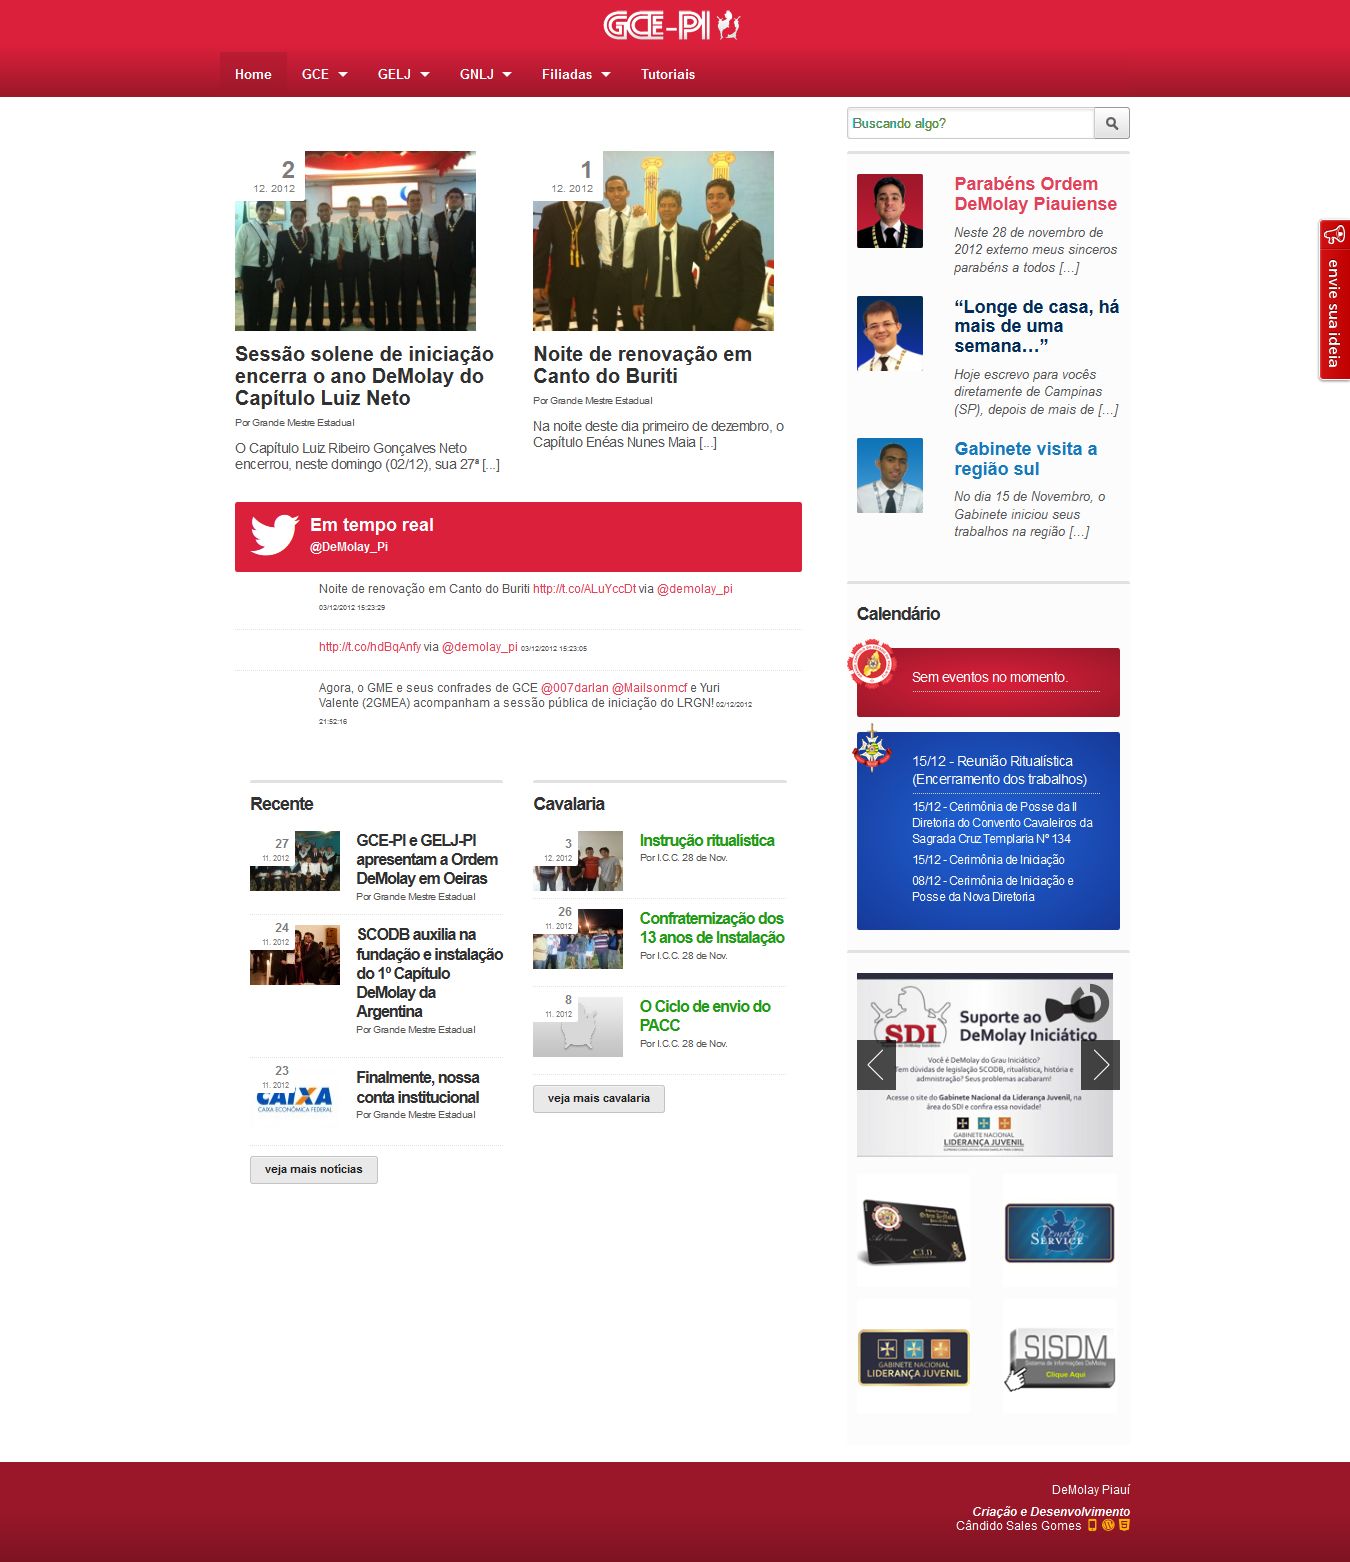 GCE-PI
Home GCE GELJ GNLJ Filiadas Tutoriais
Buscando algo?
envie sua ideia
2
12. 2012
Sessão solene de iniciação
encerra o ano DeMolay do
Capítulo Luiz Neto
Por Grande Mestre Estadual
O Capítulo Luiz Ribeiro Gonçalves Neto
encerrou, neste domingo (02/12), sua 27ª [...]
1
12. 2012
Noite de renovação em
Canto do Buriti
Por Grande Mestre Estadual
Na noite deste dia primeiro de dezembro, o
Capítulo Enéas Nunes Maia [...]
Em tempo real
@DeMolay_Pi
Noite de renovação em Canto do Buriti http://t.co/ALuYccDt via @demolay_pi
03/12/2012 15:23:29
http://t.co/hdBqAnfy via @demolay_pi 03/12/2012 15:23:05
Agora, o GME e seus confrades de GCE @007darlan @Mailsonmcf e Yuri
Valente (2GMEA) acompanham a sessão pública de iniciação do LRGN! 02/12/2012
21:52:16
Recente
27
11. 2012
GCE-PI e GELJ-PI
apresentam a Ordem
DeMolay em Oeiras
Por Grande Mestre Estadual
24
11. 2012
SCODB auxilia na
fundação e instalação
do 1º Capítulo
DeMolay da
Argentina
Por Grande Mestre Estadual
23
11. 2012
CAIXA
CAIXA ECONÔMICA FEDERAL
Finalmente, nossa
conta institucional
Por Grande Mestre Estadual
veja mais notícias
Cavalaria
3
12. 2012
Instrução ritualística
Por I.C.C. 28 de Nov.
26
11. 2012
Confraternização dos
13 anos de Instalação
Por I.C.C. 28 de Nov.
8
11. 2012
O Ciclo de envio do
PACC
Por I.C.C. 28 de Nov.
veja mais cavalaria
Parabéns Ordem
DeMolay Piauiense
Neste 28 de novembro de
2012 externo meus sinceros
parabéns a todos [...]
“Longe de casa, há
mais de uma
semana…”
Hoje escrevo para vocês
diretamente de Campinas
(SP), depois de mais de [...]
Gabinete visita a
região sul
No dia 15 de Novembro, o
Gabinete iniciou seus
trabalhos na região [...]
Calendário
Sem eventos no momento.
15/12 - Reunião Ritualística
(Encerramento dos trabalhos)
15/12 - Cerimônia de Posse da II
Diretoria do Convento Cavaleiros da
Sagrada Cruz Templaria Nº 134
15/12 - Cerimônia de Iniciação
08/12 - Cerimônia de Iniciação e
Posse da Nova Diretoria
SDI
Suporte ao
DeMolay Iniciático
Você é DeMolay do Grau Iniciático?
Tem dúvidas de legislação SCODB, ritualística, história e
admnistração? Seus problemas acabaram!
Acesse o site do Gabinete Nacional da Liderança Juvenil, na
área do SDI e confira essa novidade!
GABINETE NACIONAL
LIDERANÇA JUVENIL
Ordem DeMolay
C.I.D
DeMolay
SERVICE
GABINETE NACIONAL
LIDERANÇA JUVENIL
SISDM
Sistema de Informações DeMolay
Clique Aqui
DeMolay Piauí
Criação e Desenvolvimento
Cândido Sales Gomes